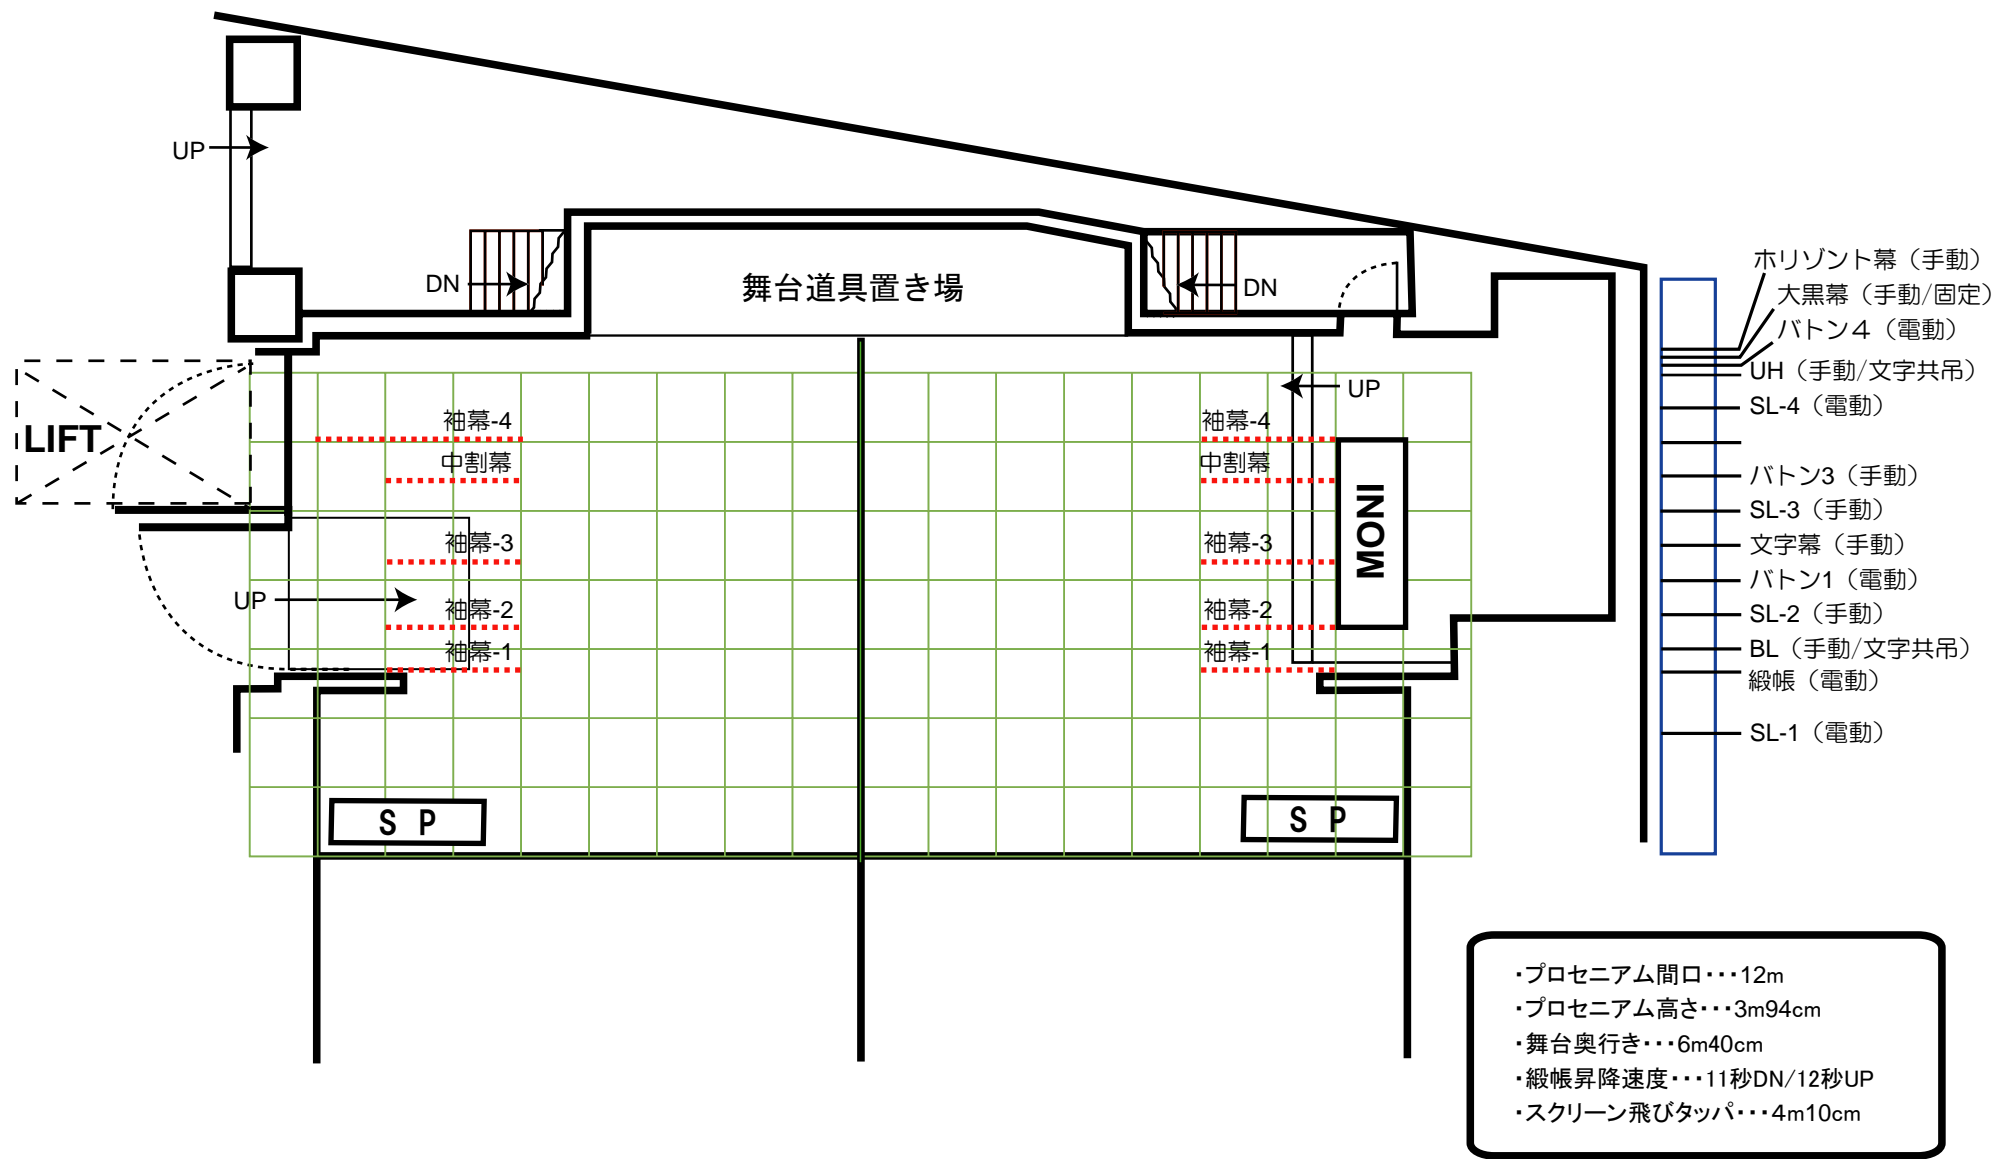 UP
DN
舞台道具置き場
DN
LIFT
UP
袖幕-4
袖幕-4
中割幕
中割幕
袖幕-3
袖幕-3
MONI
UP
袖幕-2
袖幕-2
袖幕-1
袖幕-1
S P
S P
ホリゾント幕（手動）
大黒幕（手動/固定）
バトン４（電動）
UH（手動/文字共吊）
SL-4（電動）
バトン3（手動）
SL-3（手動）
文字幕（手動）
バトン1（電動）
SL-2（手動）
BL（手動/文字共吊）
緞帳（電動）
SL-1（電動）
・プロセニアム間口・・・12m
・プロセニアム高さ・・・3m94cm
・舞台奥行き・・・6m40cm
・緞帳昇降速度・・・11秒DN/12秒UP
・スクリーン飛びタッパ・・・4m10cm